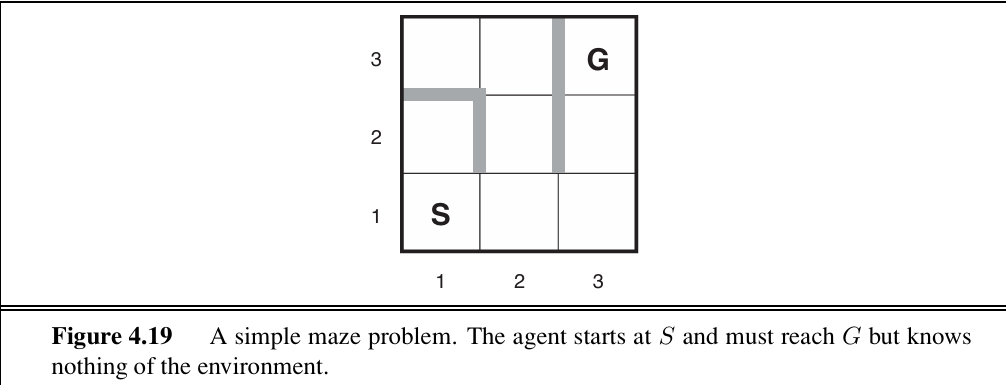 3
G
2
1
S
1 2 3
Figure 4.19 A simple maze problem. The agent starts at S and must reach G but knows
nothing of the environment.